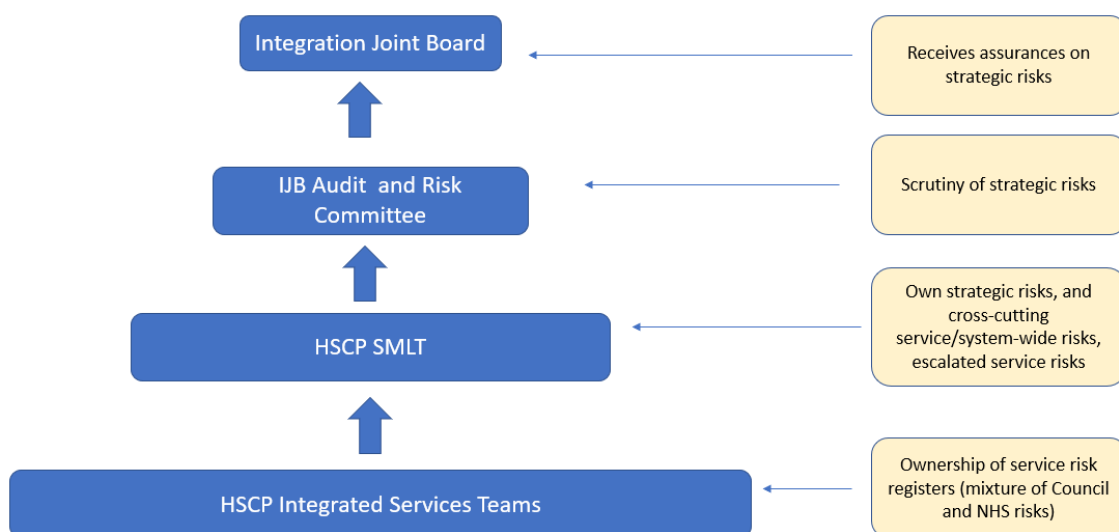 Integration Joint Board
Receives assurances on
strategic risks
IJB Audit and Risk
Committee
Scrutiny of strategic risks
HSCP SMLT
Own strategic risks, and
cross-cutting
service/system-wide risks,
escalated service risks
HSCP Integrated Services Teams
Ownership of service risk
registers (mixture of Council
and NHS risks)